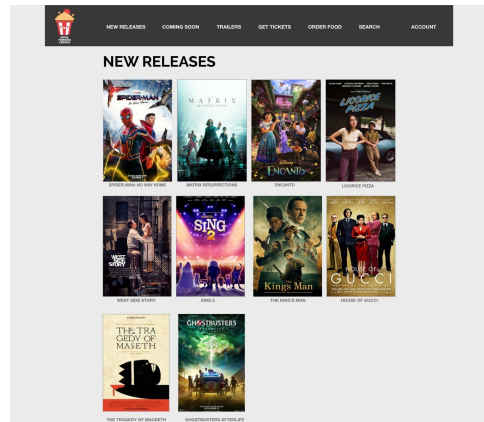 NEW RELEASES COMING SOON TRAILERS GET TICKETS ORDER FOOD SEARCH ACCOUNT
NEW RELEASES
SPIDER-MAN
MATRIX
Disney
ENCANTO
LICORICE PIZZA
SPIDER-MAN: NO WAY HOME MATRIX RESURRECTIONS ENCANTO LICORICE PIZZA
WEST SIDE STORY
SING 2
The King's Man
HOUSE OF GUCCI
WEST SIDE STORY SING 2 THE KING'S MAN HOUSE OF GUCCI
THE TRA
GEDY OF
MACBETH
GHOSTBUSTERS
THE TRAGEDY OF MACBETH GHOSTBUSTERS AFTERLIFE